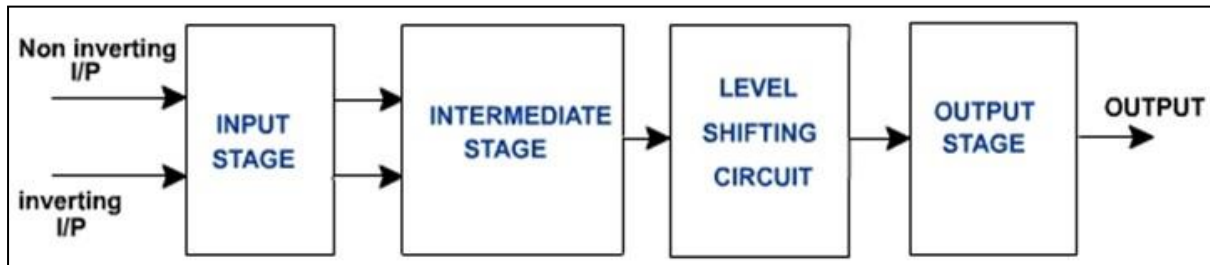 Non inverting
I/P
inverting
I/P
INPUT
STAGE
INTERMEDIATE
STAGE
LEVEL
SHIFTING
CIRCUIT
OUTPUT
STAGE
OUTPUT